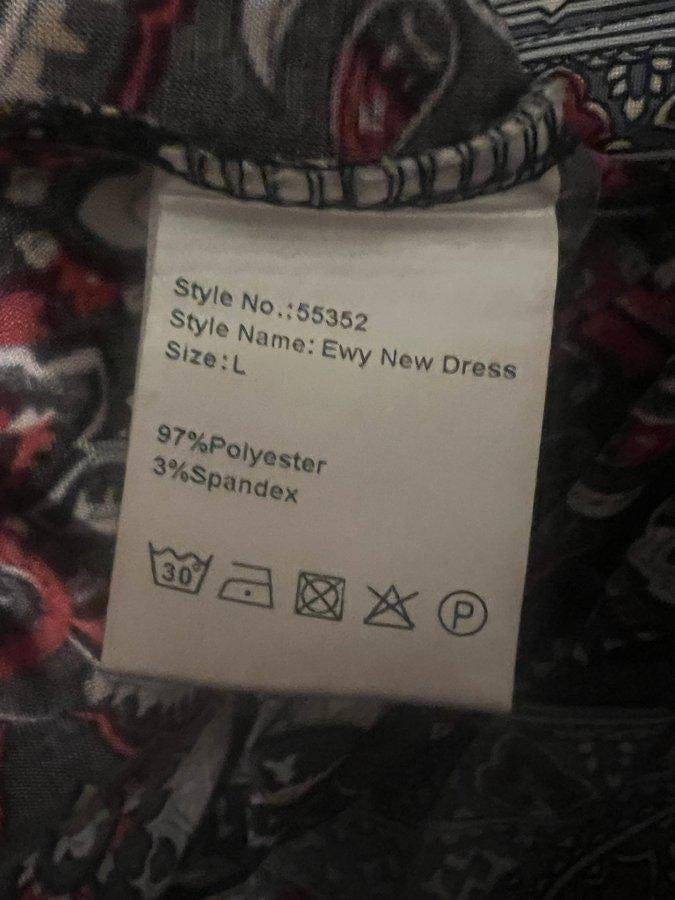 Style No.:55352
Style Name: Ewy New Dress
Size:L
97%Polyester
3%Spandex
30° P